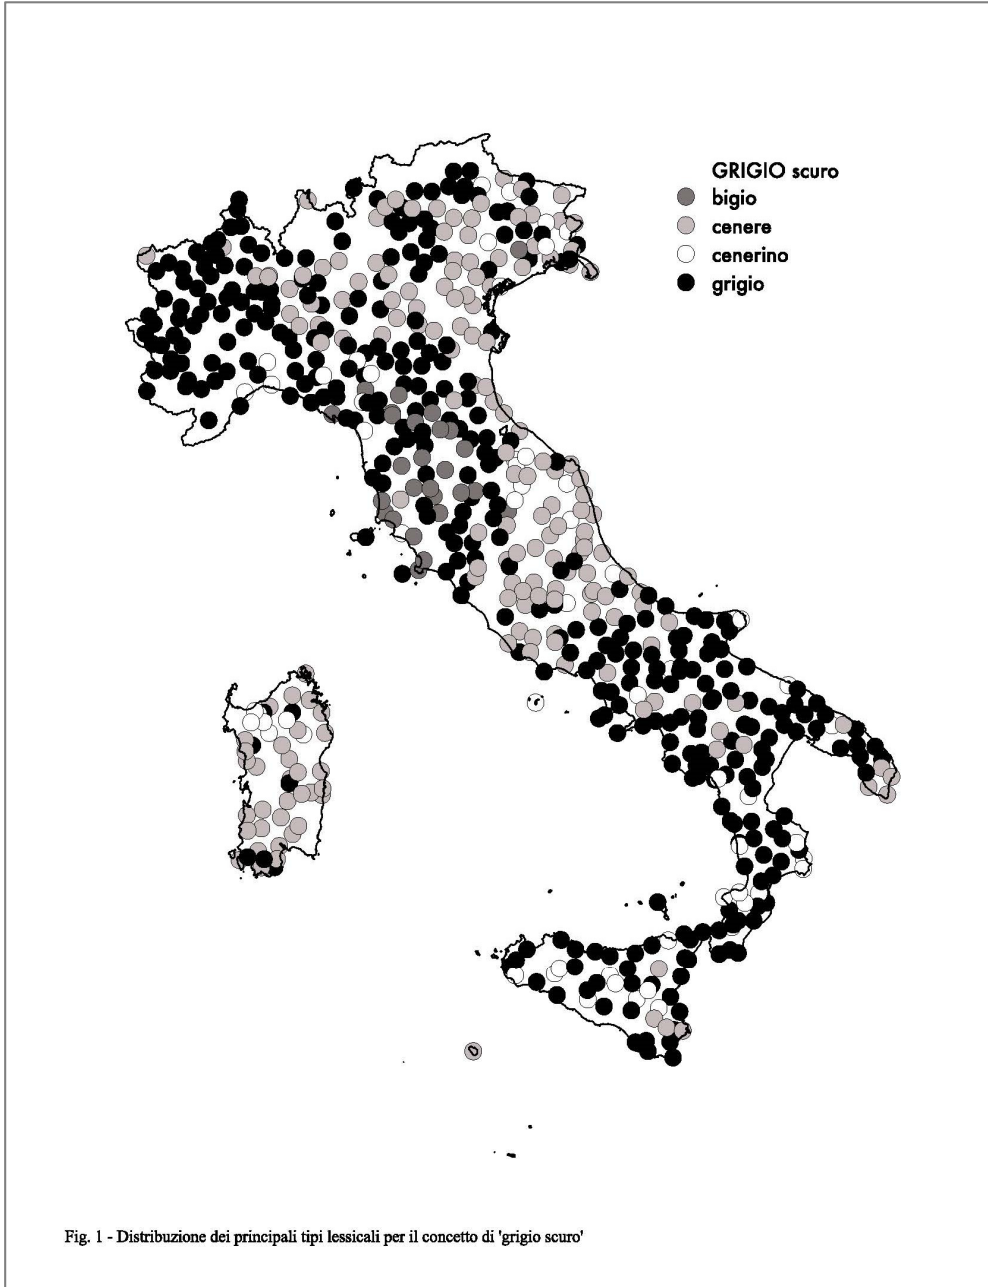 GRIGIO scuro
bigio
cenere
cenerino
grigio
Fig. 1 - Distribuzione dei principali tipi lessicali per il concetto di 'grigio scuro'